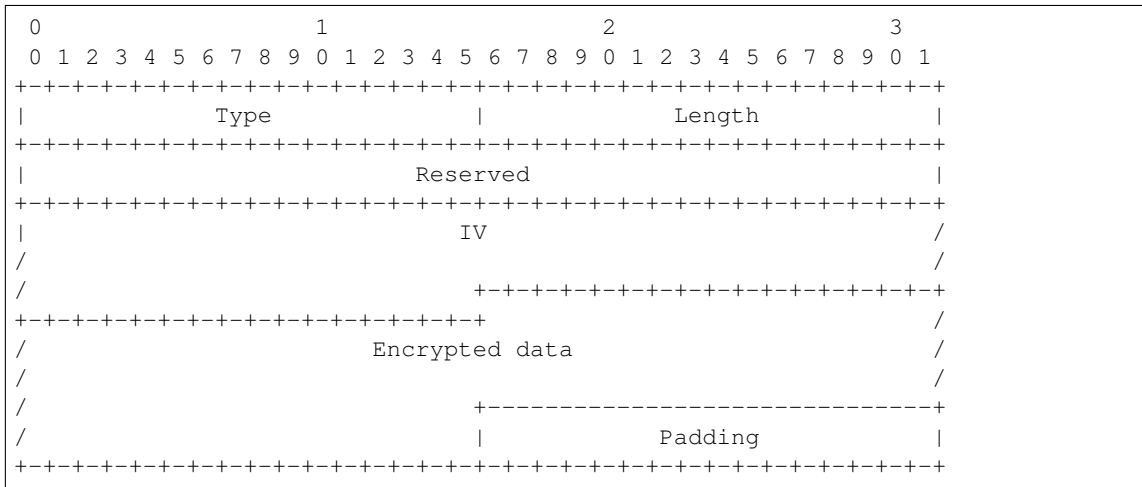 0                   1                   2                   3
 0 1 2 3 4 5 6 7 8 9 0 1 2 3 4 5 6 7 8 9 0 1 2 3 4 5 6 7 8 9 0 1
+-+-+-+-+-+-+-+-+-+-+-+-+-+-+-+-+-+-+-+-+-+-+-+-+-+-+-+-+-+-+-+-+
|             Type              |             Length            |
+-+-+-+-+-+-+-+-+-+-+-+-+-+-+-+-+-+-+-+-+-+-+-+-+-+-+-+-+-+-+-+-+
|                           Reserved                            |
+-+-+-+-+-+-+-+-+-+-+-+-+-+-+-+-+-+-+-+-+-+-+-+-+-+-+-+-+-+-+-+-+
|                              IV                               /
/                                                               /
/                               +-+-+-+-+-+-+-+-+-+-+-+-+-+-+-+-+
+-+-+-+-+-+-+-+-+-+-+-+-+-+-+-+-+                               /
/                        Encrypted data                         /
/                                                               /
/                               +-------------------------------+
/                               |            Padding            |
+-+-+-+-+-+-+-+-+-+-+-+-+-+-+-+-+-+-+-+-+-+-+-+-+-+-+-+-+-+-+-+-+